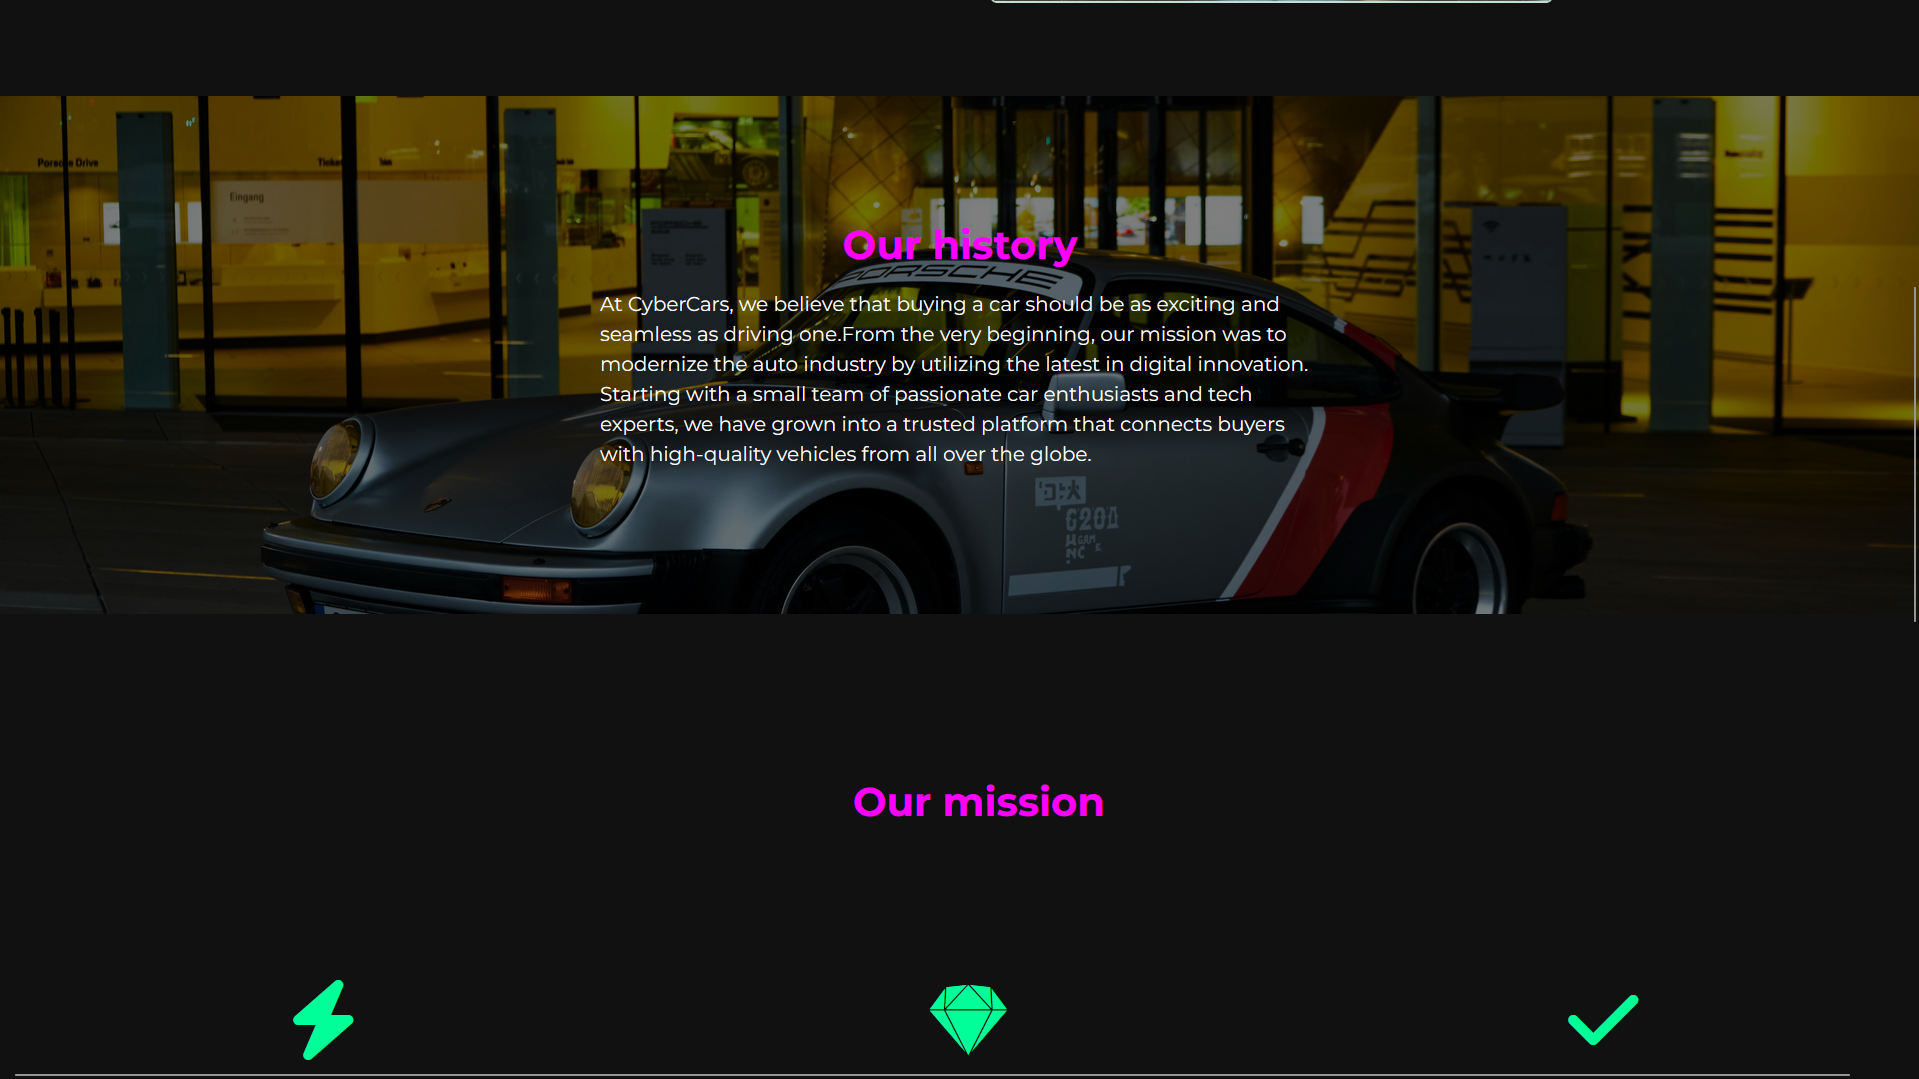 Porsche Drive
Eingang
Our history
PORSCHE
At CyberCars, we believe that buying a car should be as exciting and
seamless as driving one.From the very beginning, our mission was to
modernize the auto industry by utilizing the latest in digital innovation.
Starting with a small team of passionate car enthusiasts and tech
experts, we have grown into a trusted platform that connects buyers
with high-quality vehicles from all over the globe.
Our mission